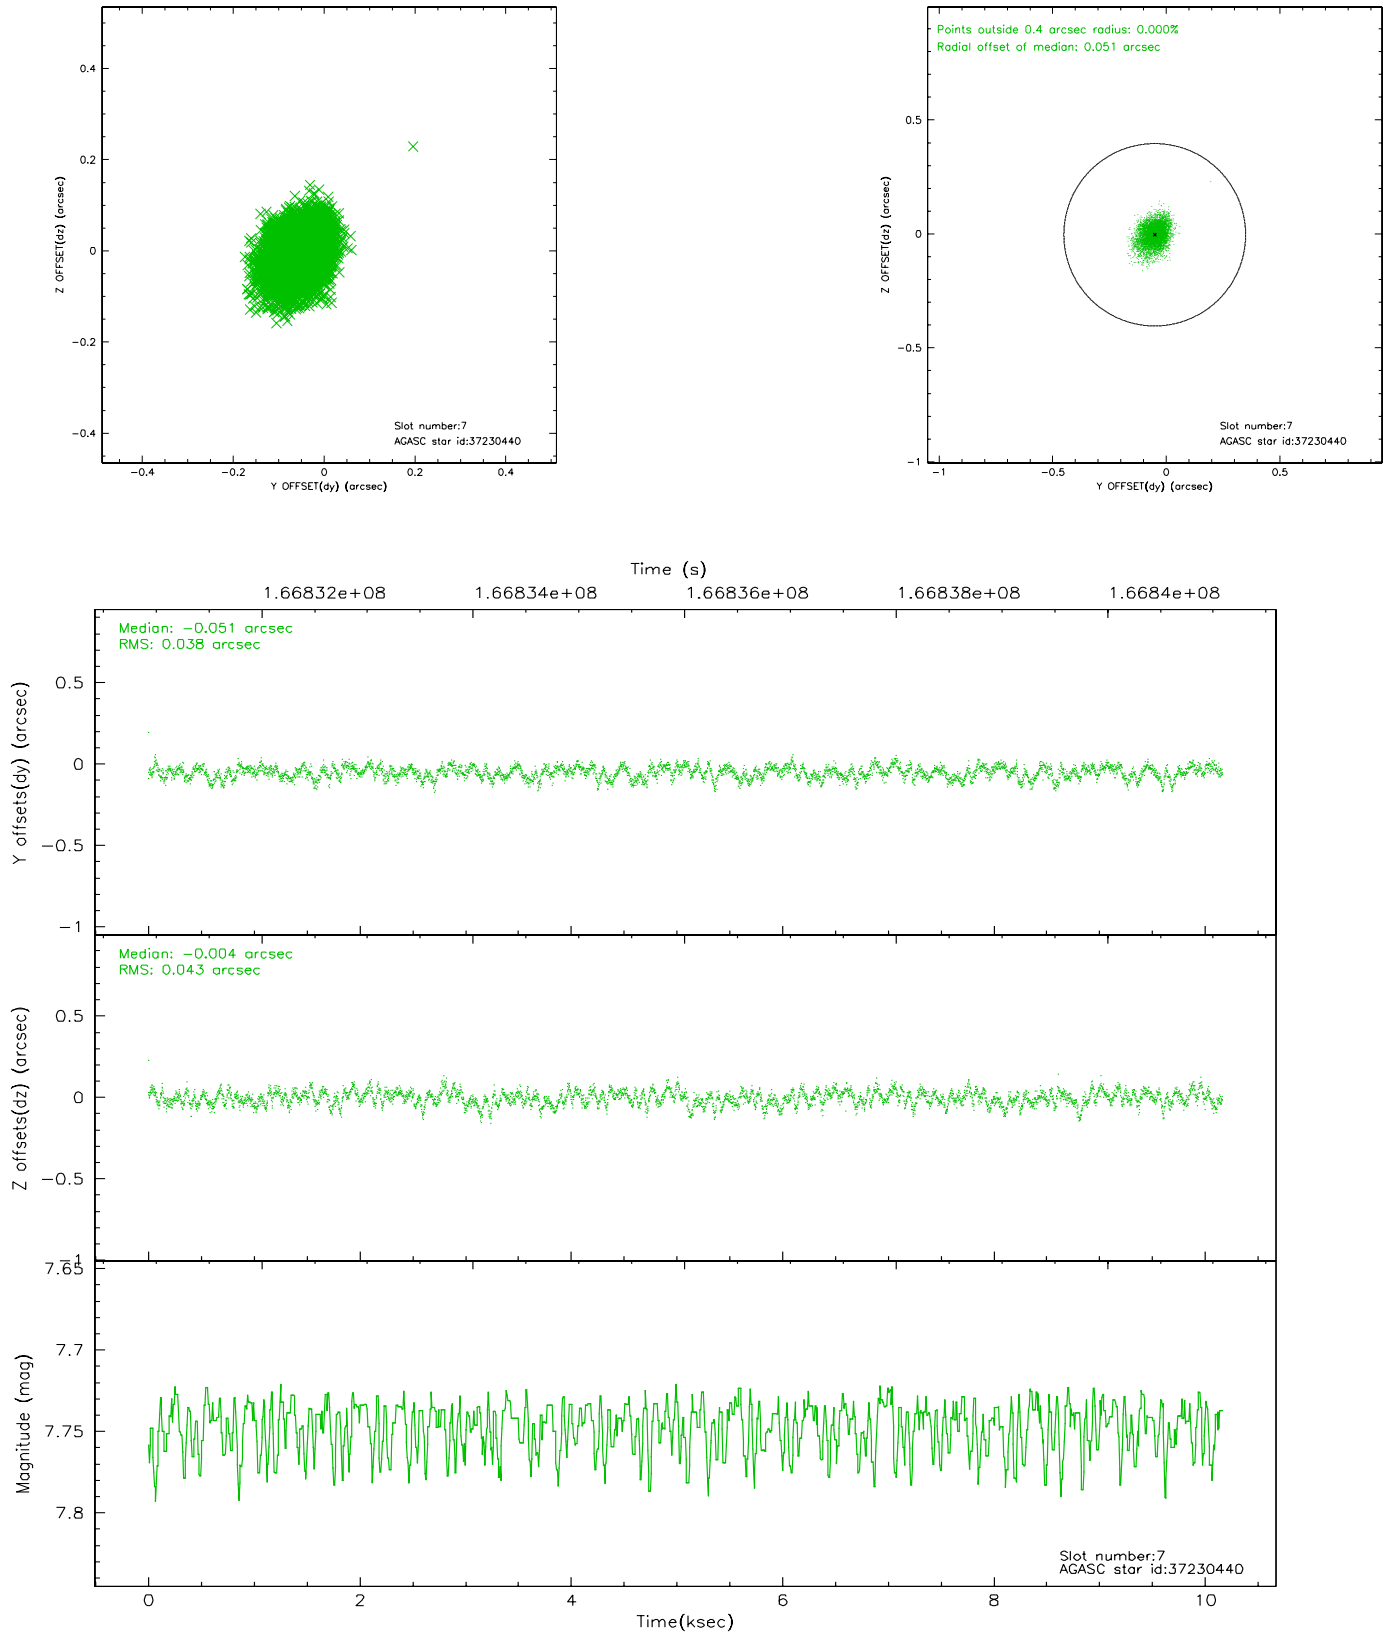 0.4
0.2
0
−0.2
−0.4
Z OFFSET(dz) (arcsec)
Slot number:7
AGASC star id:37230440
−0.4 −0.2 0 0.2 0.4
Y OFFSET(dy) (arcsec)
Points outside 0.4 arcsec radius: 0.000%
Radial offset of median: 0.051 arcsec
0.5
0
−0.5
−1
Z OFFSET(dz) (arcsec)
Slot number:7
AGASC star id:37230440
−1 −0.5 0 0.5
Y OFFSET(dy) (arcsec)
Time (s)
1.66832e+08 1.66834e+08 1.66836e+08 1.66838e+08 1.6684e+08
Median: −0.051 arcsec
RMS: 0.038 arcsec
0.5
0
−0.5
−1
Y offsets(dy) (arcsec)
Median: −0.004 arcsec
RMS: 0.043 arcsec
0.5
0
−0.5
−1
Z offsets(dz) (arcsec)
7.65
7.7
7.75
7.8
Magnitude (mag)
Slot number:7
AGASC star id:37230440
0 2 4 6 8 10
Time(ksec)